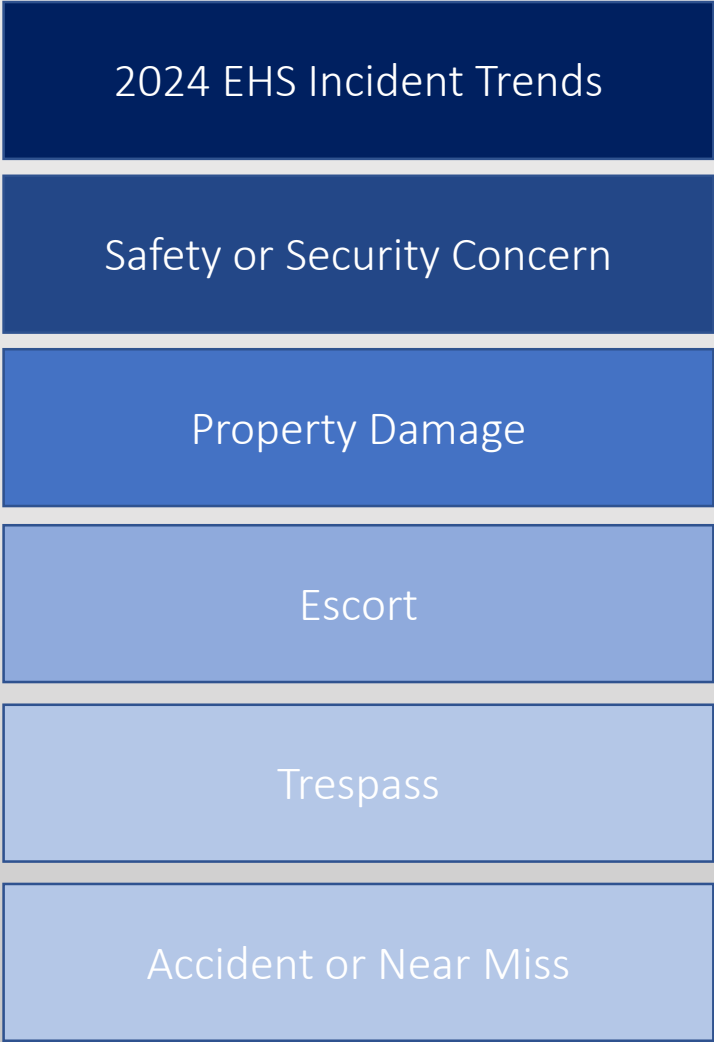 2024 EHS Incident Trends
Safety or Security Concern
Property Damage
Escort
Trespass
Accident or Near Miss